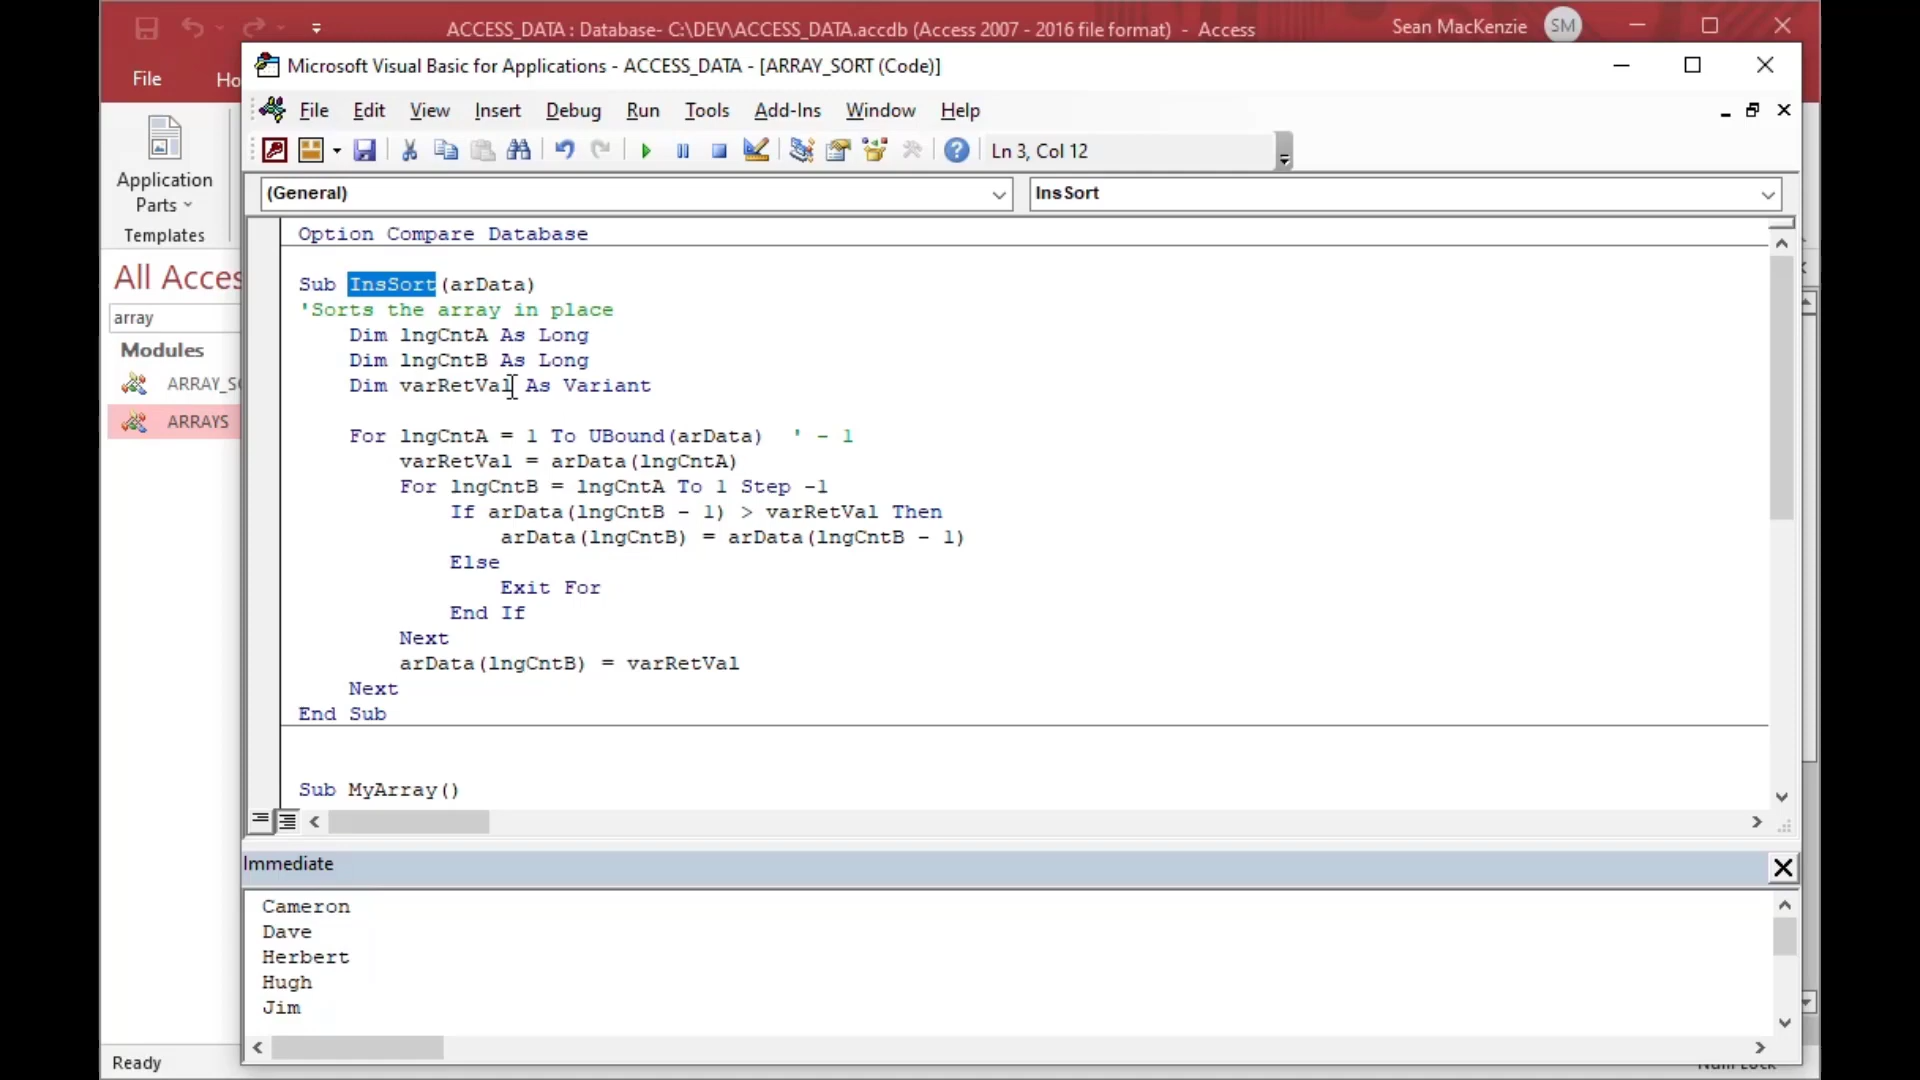 ACCESS_DATA : Database- C:\DEV\ACCESS_DATA.accdb (Access 2007 - 2016 file format) - Access
Sean MacKenzie
SM
File
Ho
Microsoft Visual Basic for Applications - ACCESS_DATA - [ARRAY_SORT (Code)]
File Edit View Insert Debug Run Tools Add-Ins Window Help
Ln 3, Col 12
Application
Parts
Templates
All Acces
array
Modules
ARRAY_S
ARRAYS
(General)
InsSort
Option Compare Database
Sub InsSort(arData)
'Sorts the array in place
Dim lngCntA As Long
Dim lngCntB As Long
Dim varRetVal As Variant
For lngCntA = 1 To UBound(arData) ' - 1
varRetVal = arData(lngCntA)
For lngCntB = lngCntA To 1 Step -1
If arData(lngCntB - 1) > varRetVal Then
arData(lngCntB) = arData(lngCntB - 1)
Else
Exit For
End If
Next
arData(lngCntB) = varRetVal
Next
End Sub
Sub MyArray()
Immediate
Cameron
Dave
Herbert
Hugh
Jim
Ready